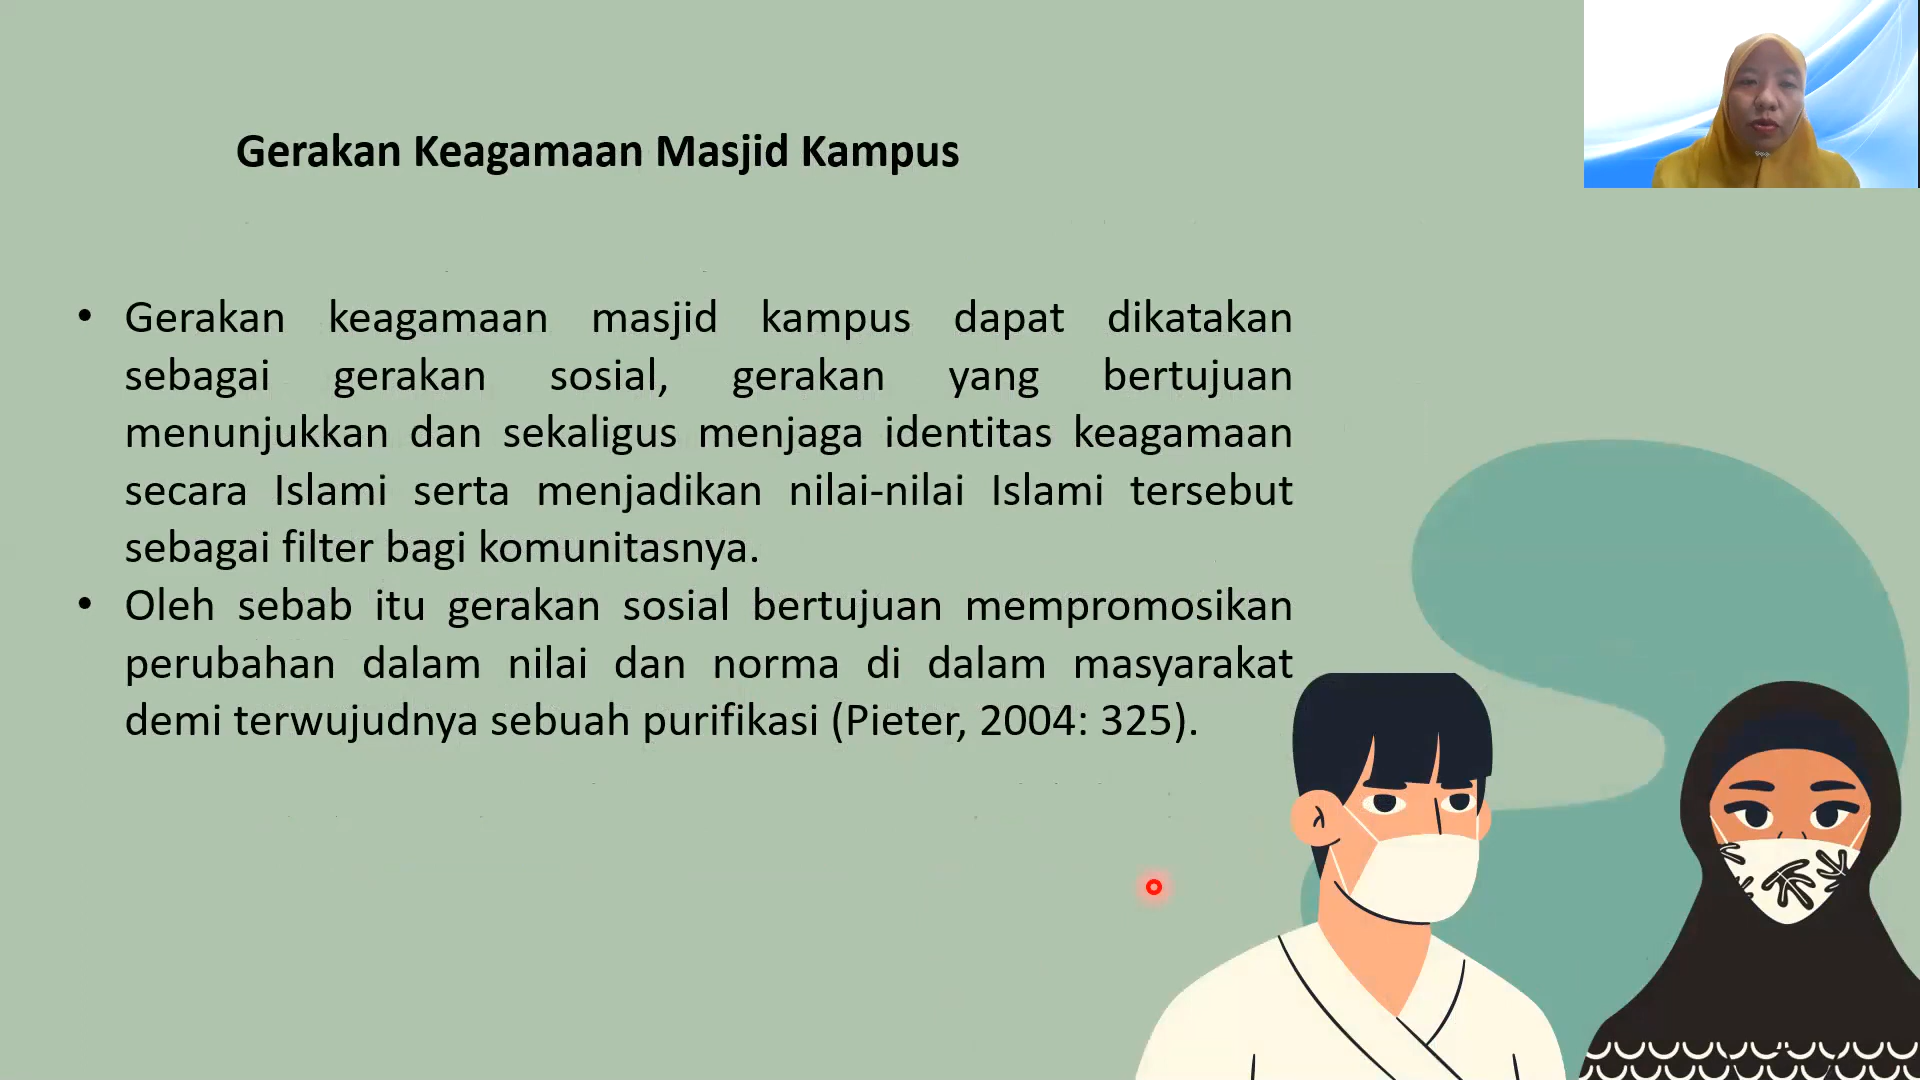 Gerakan Keagamaan Masjid Kampus
• Gerakan keagamaan masjid kampus dapat dikatakan
sebagai gerakan sosial, gerakan yang bertujuan
menunjukkan dan sekaligus menjaga identitas keagamaan
secara Islami serta menjadikan nilai-nilai Islami tersebut
sebagai filter bagi komunitasnya.
• Oleh sebab itu gerakan sosial bertujuan mempromosikan
perubahan dalam nilai dan norma di dalam masyarakat
demi terwujudnya sebuah purifikasi (Pieter, 2004: 325).